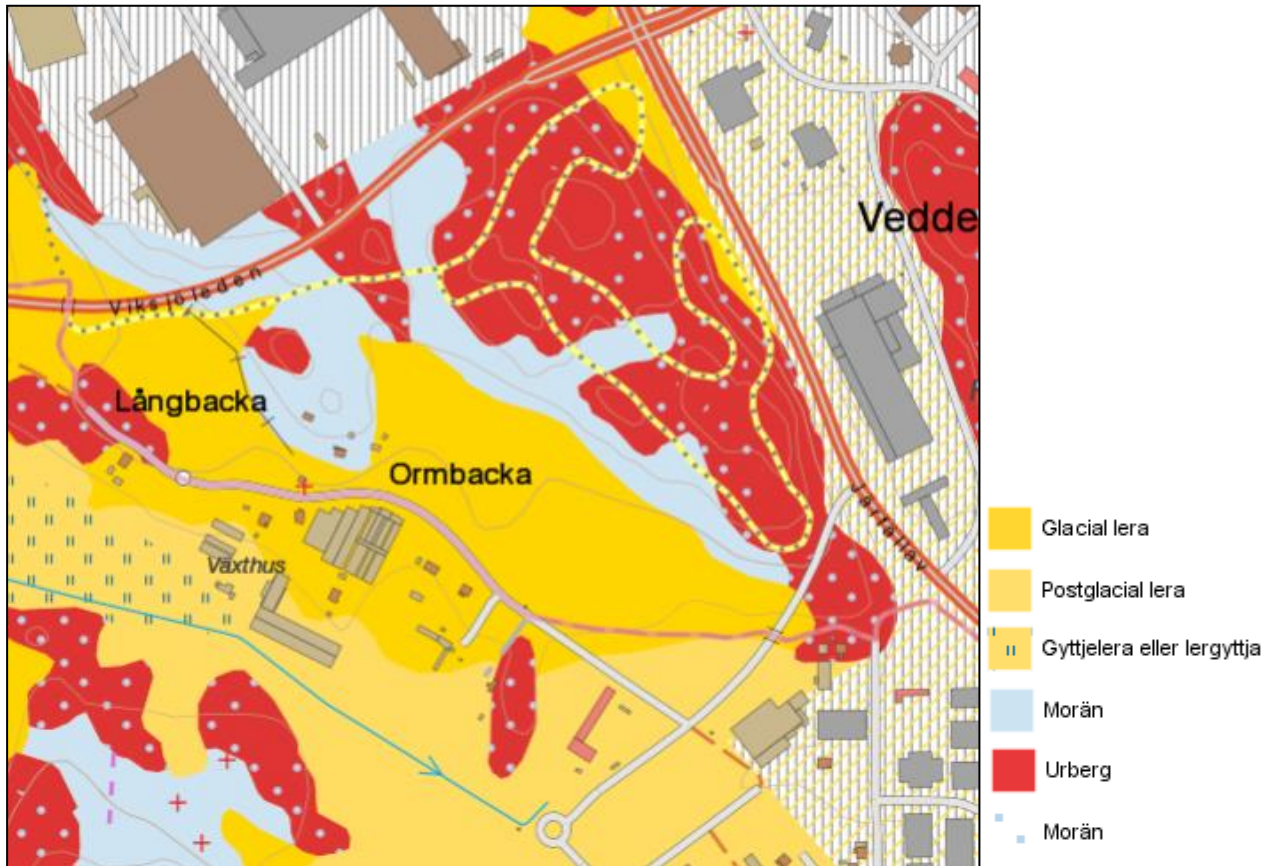 Vedde
Viksjöleden
Långbacka
Ormbacka
Växthus
Järfällav
Glacial lera
Postglacial lera
Gyttjelera eller lergyttja
Morän
Urberg
Morän